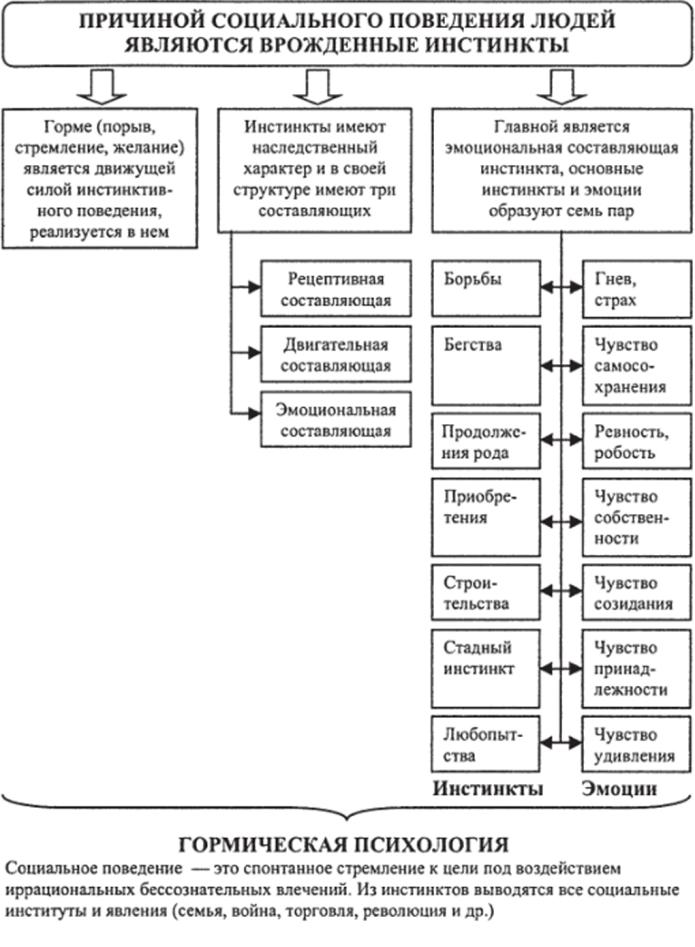 ПРИЧИНОЙ СОЦИАЛЬНОГО ПОВЕДЕНИЯ ЛЮДЕЙ
ЯВЛЯЮТСЯ ВРОЖДЕННЫЕ ИНСТИНКТЫ
Горме (порыв,
стремление, желание)
является движущей
силой инстинктив-
ного поведения,
реализуется в нем
Инстинкты имеют
наследственный
характер и в своей
структуре имеют три
составляющих
Рецептивная
составляющая
Двигательная
составляющая
Эмоциональная
составляющая
Главной является
эмоциональная составляющая
инстинкта, основные
инстинкты и эмоции
образуют семь пар
Борьбы
Гнев,
страх
Бегства
Чувство
самосо-
хранения
Продолже-
ния рода
Ревность,
робость
Приобре-
тения
Чувство
собствен-
ности
Строи-
тельства
Чувство
созидания
Стадный
инстинкт
Чувство
принад-
лежности
Любопыт-
ства
Чувство
удивления
Инстинкты Эмоции
ГОРМИЧЕСКАЯ ПСИХОЛОГИЯ
Социальное поведение — это спонтанное стремление к цели под воздействием
иррациональных бессознательных влечений. Из инстинктов выводятся все социальные
институты и явления (семья, война, торговля, революция и др.)